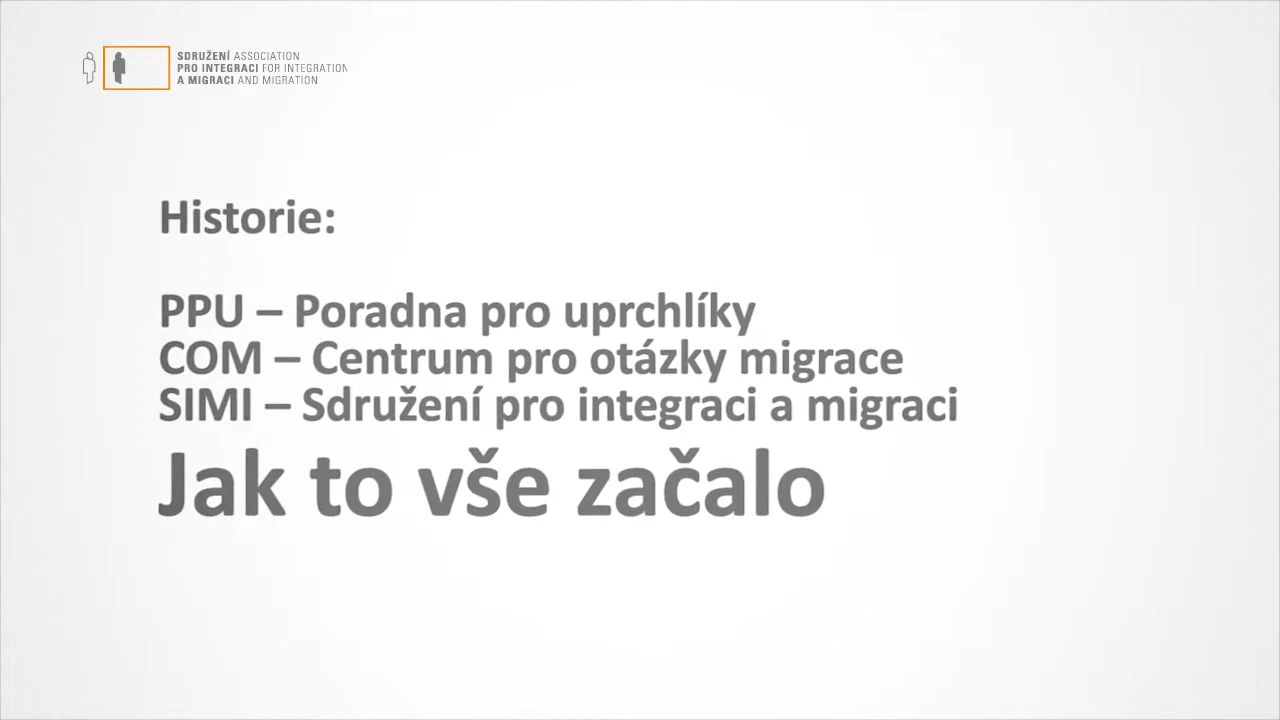 SDRUŽENÍ ASSOCIATION
PRO INTEGRACI FOR INTEGRATION
A MIGRACI AND MIGRATION
Historie:
PPU – Poradna pro uprchlíky
COM – Centrum pro otázky migrace
SIMI – Sdružení pro integraci a migraci
Jak to vše začalo